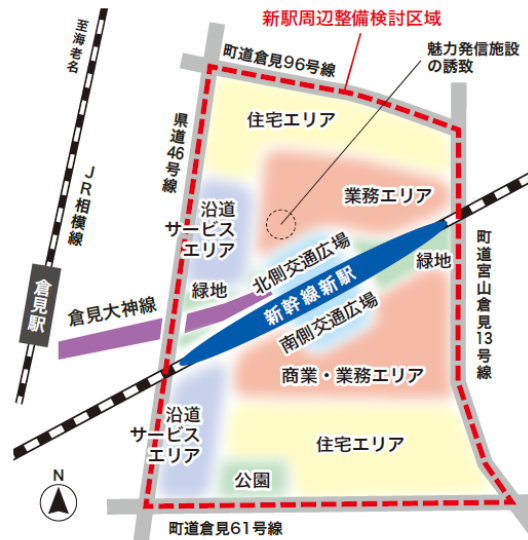 新駅周辺整備検討区域
至海老名
町道倉見96号線
魅力発信施設
の誘致
住宅エリア
県道46号線
JR相模線
業務エリア
沿道
サービス
エリア
北側交通広場
緑地
緑地
新幹線新駅
倉見駅
倉見大神線
南側交通広場
町道宮山倉見13号線
商業・業務エリア
沿道
サービス
エリア
住宅エリア
公園
N
町道倉見61号線